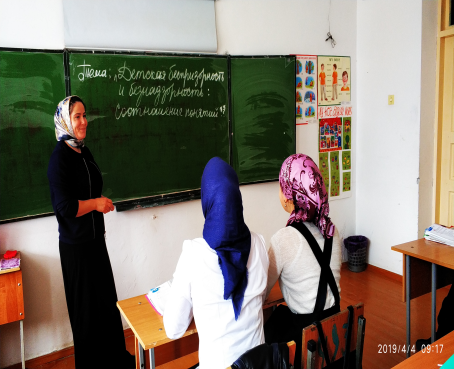 Тема: „Детская беспризорность
и безнадзорность:
соотношение понятий"
2019/4/4 09:17